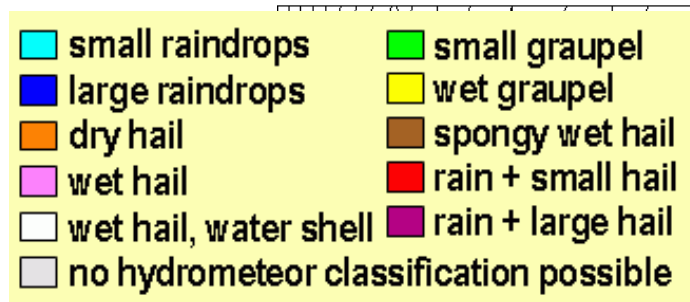 small raindrops
large raindrops
dry hail
wet hail
wet hail, water shell
small graupel
wet graupel
spongy wet hail
rain + small hail
rain + large hail
no hydrometeor classification possible